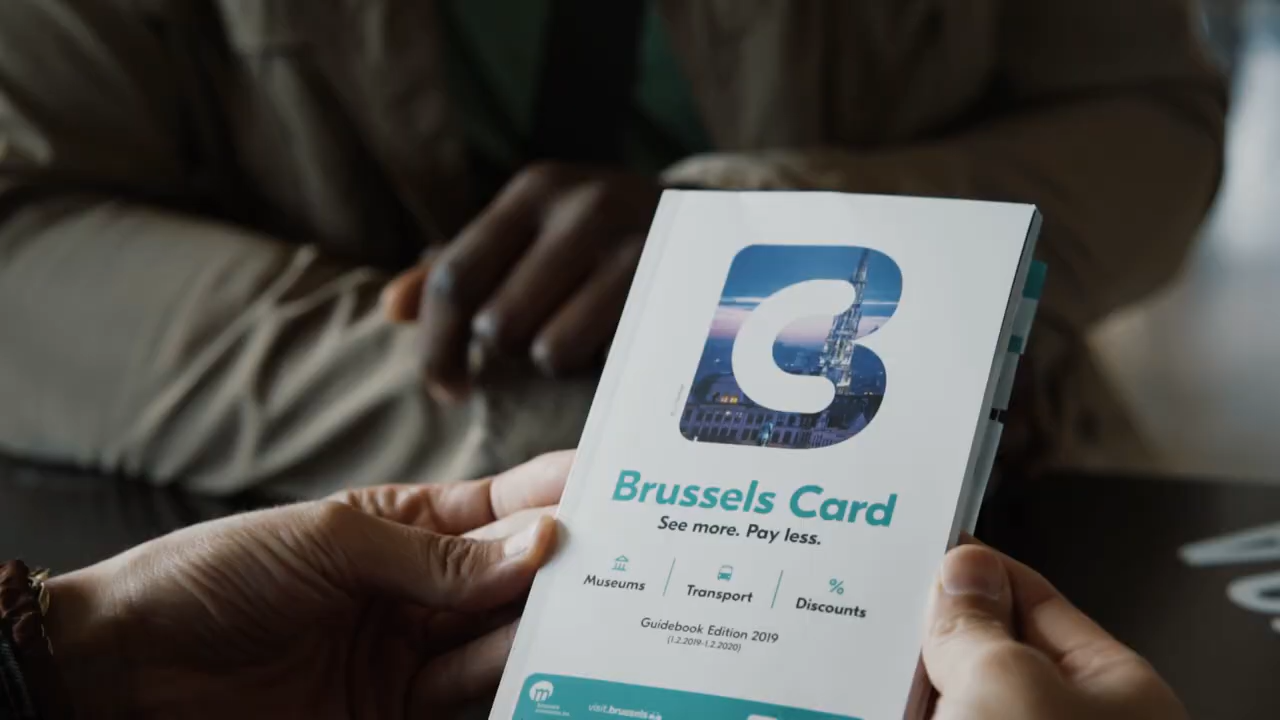 Brussels Card
See more. Pay less.
Museums
Transport
%
Discounts
Guidebook Edition 2019
(1.2.2019-1.2.2020)
m
brussels
visit.brussels